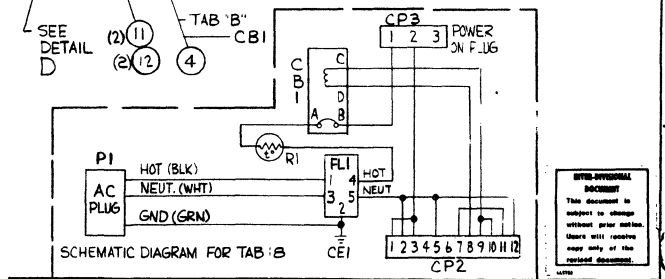 SEE
DETAIL
D
(2) 11
(2) 12
TAB "B"
CB1
4
CP3
1 2 3
POWER
ON PLUG
C
B
1
C
D
A B
t°
R1
P1
AC
PLUG
HOT (BLK)
NEUT. (WHT)
GND (GRN)
FL1
1 4
3 5
2
HOT
NEUT
CE1
1 2 3 4 5 6 7 8 9 10 11 12
CP2
SCHEMATIC DIAGRAM FOR TAB : 8
INTER-DIVISIONAL
DOCUMENT
This document is
subject to change
without prior notice.
Users will receive
copy only of the
revised document.